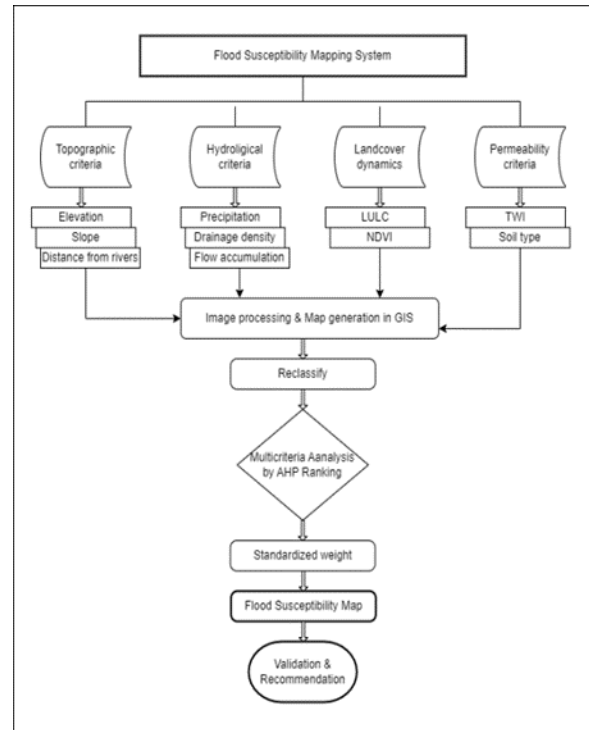 Flood Susceptibility Mapping System
Topographic
criteria
Hydroligical
criteria
Landcover
dynamics
Permeability
criteria
Elevation
Slope
Distance from rivers
Precipitation
Drainage density
Flow accumulation
LULC
NDVI
TWI
Soil type
Image processing & Map generation in GIS
Reclassify
Multicriteria Aanalysis
by AHP Ranking
Standardized weight
Flood Susceptibility Map
Validation &
Recommendation